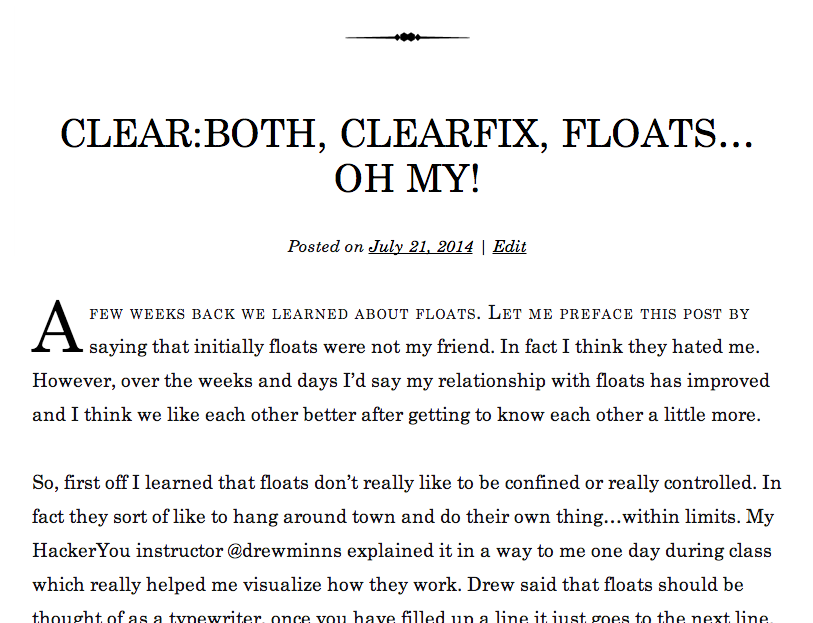 CLEAR:BOTH, CLEARFIX, FLOATS…
OH MY!
Posted on July 21, 2014 | Edit
A FEW WEEKS BACK WE LEARNED ABOUT FLOATS. LET ME PREFACE THIS POST BY
saying that initially floats were not my friend. In fact I think they hated me.
However, over the weeks and days I’d say my relationship with floats has improved
and I think we like each other better after getting to know each other a little more.
So, first off I learned that floats don’t really like to be confined or really controlled. In
fact they sort of like to hang around town and do their own thing…within limits. My
HackerYou instructor @drewminns explained it in a way to me one day during class
which really helped me visualize how they work. Drew said that floats should be
thought of as a typewriter, once you have filled up a line it just goes to the next line.